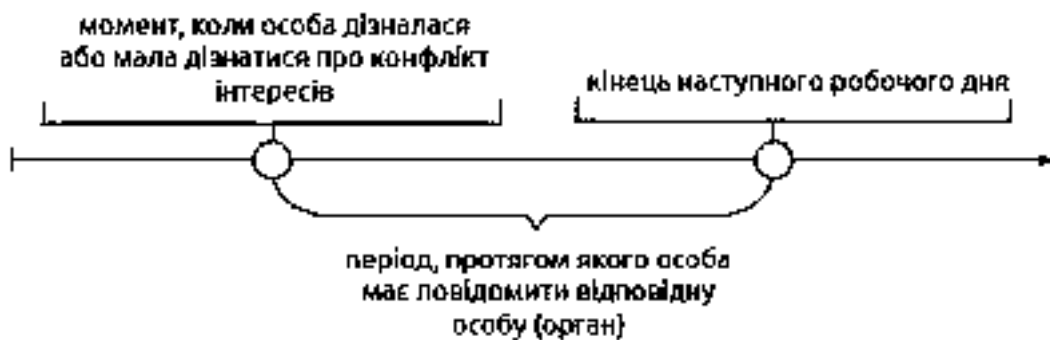 момент, коли особа дізналася
або мала дізнатися про конфлікт
інтересів
кінець наступного робочого дня
період, протягом якого особа
має повідомити відповідну
особу (орган)